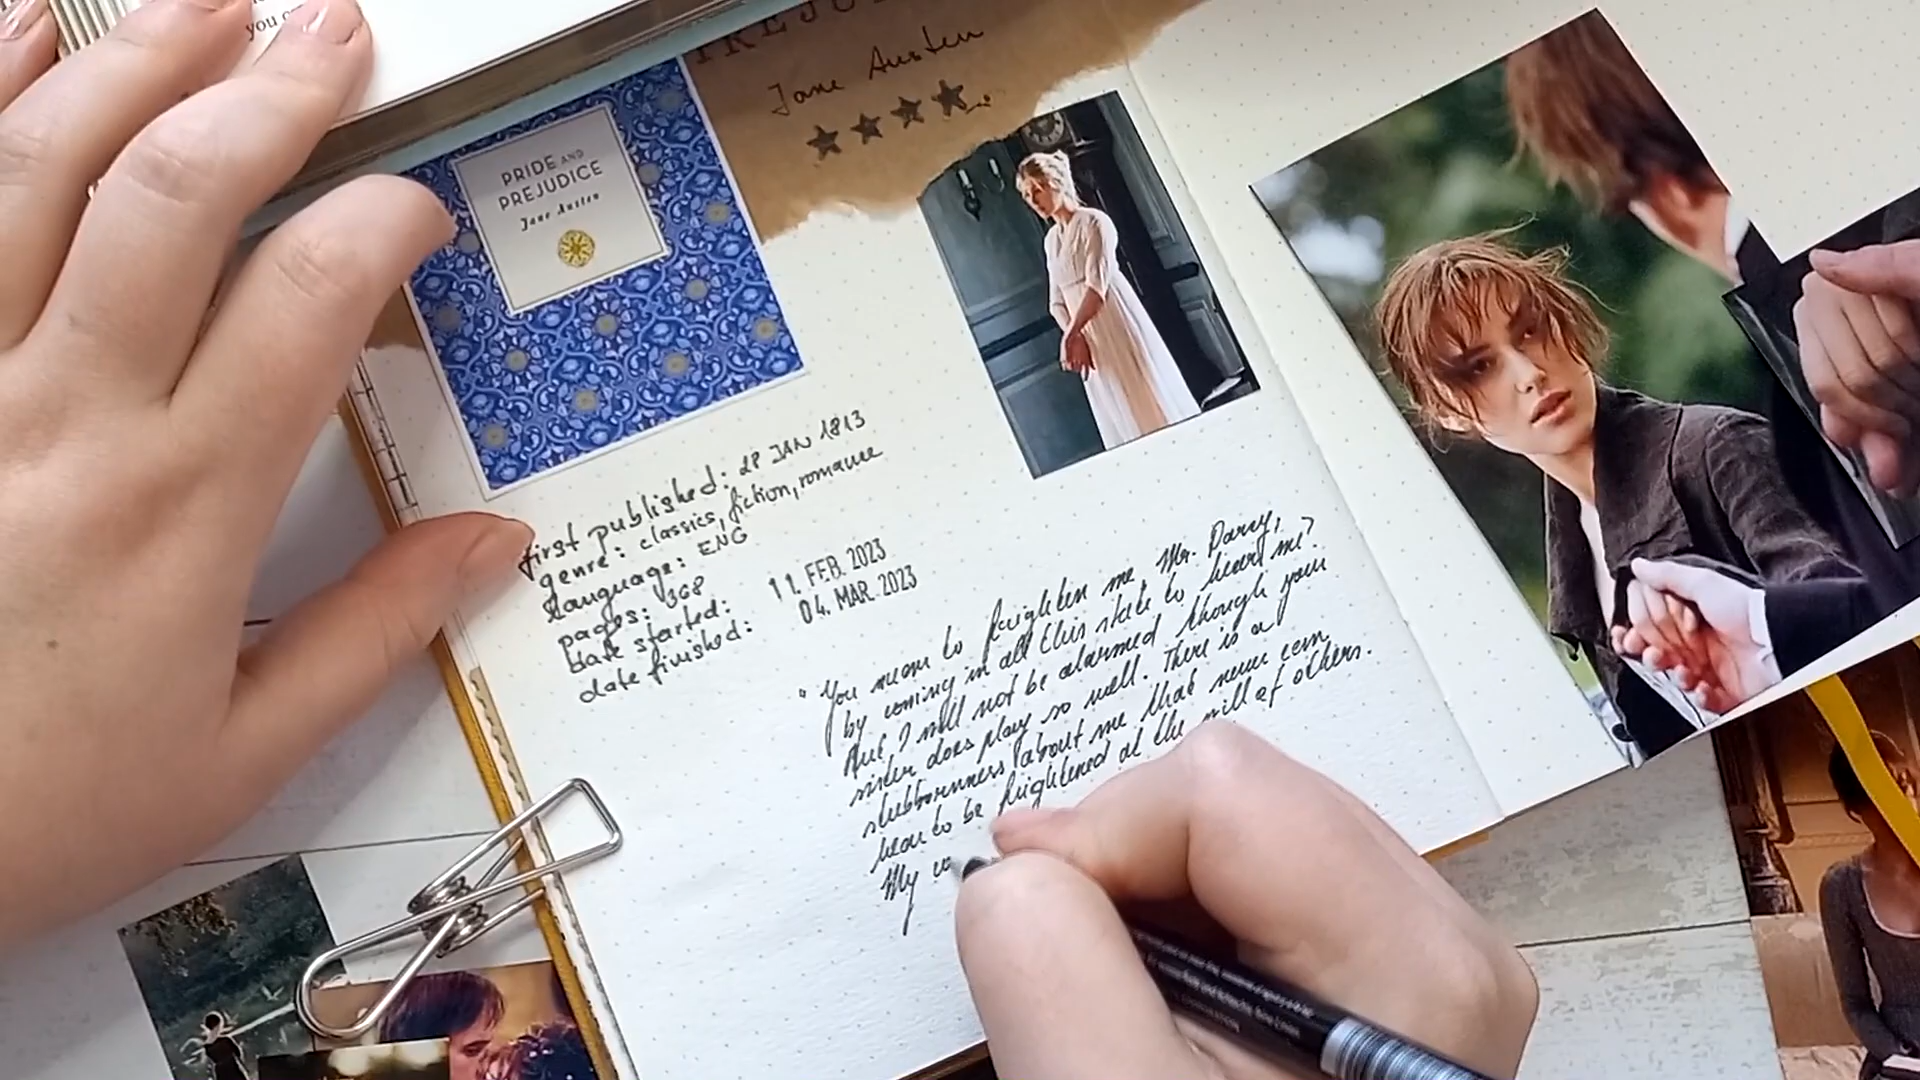 you
PREJU
Jane Austen
PRIDE AND
PREJUDICE
Jane Austen
first published: 28 JAN 1813
genre: classics, fiction, romance
language: ENG
pages: 368
date started: 11. FEB. 2023
date finished: 04. MAR. 2023
"You mean to frighten me, Mr. Darcy,
by coming in all this state to hear me?
But I will not be alarmed though your
sister does play so well. There is a
stubbornness about me that never can
bear to be frightened at the will of others.
My co